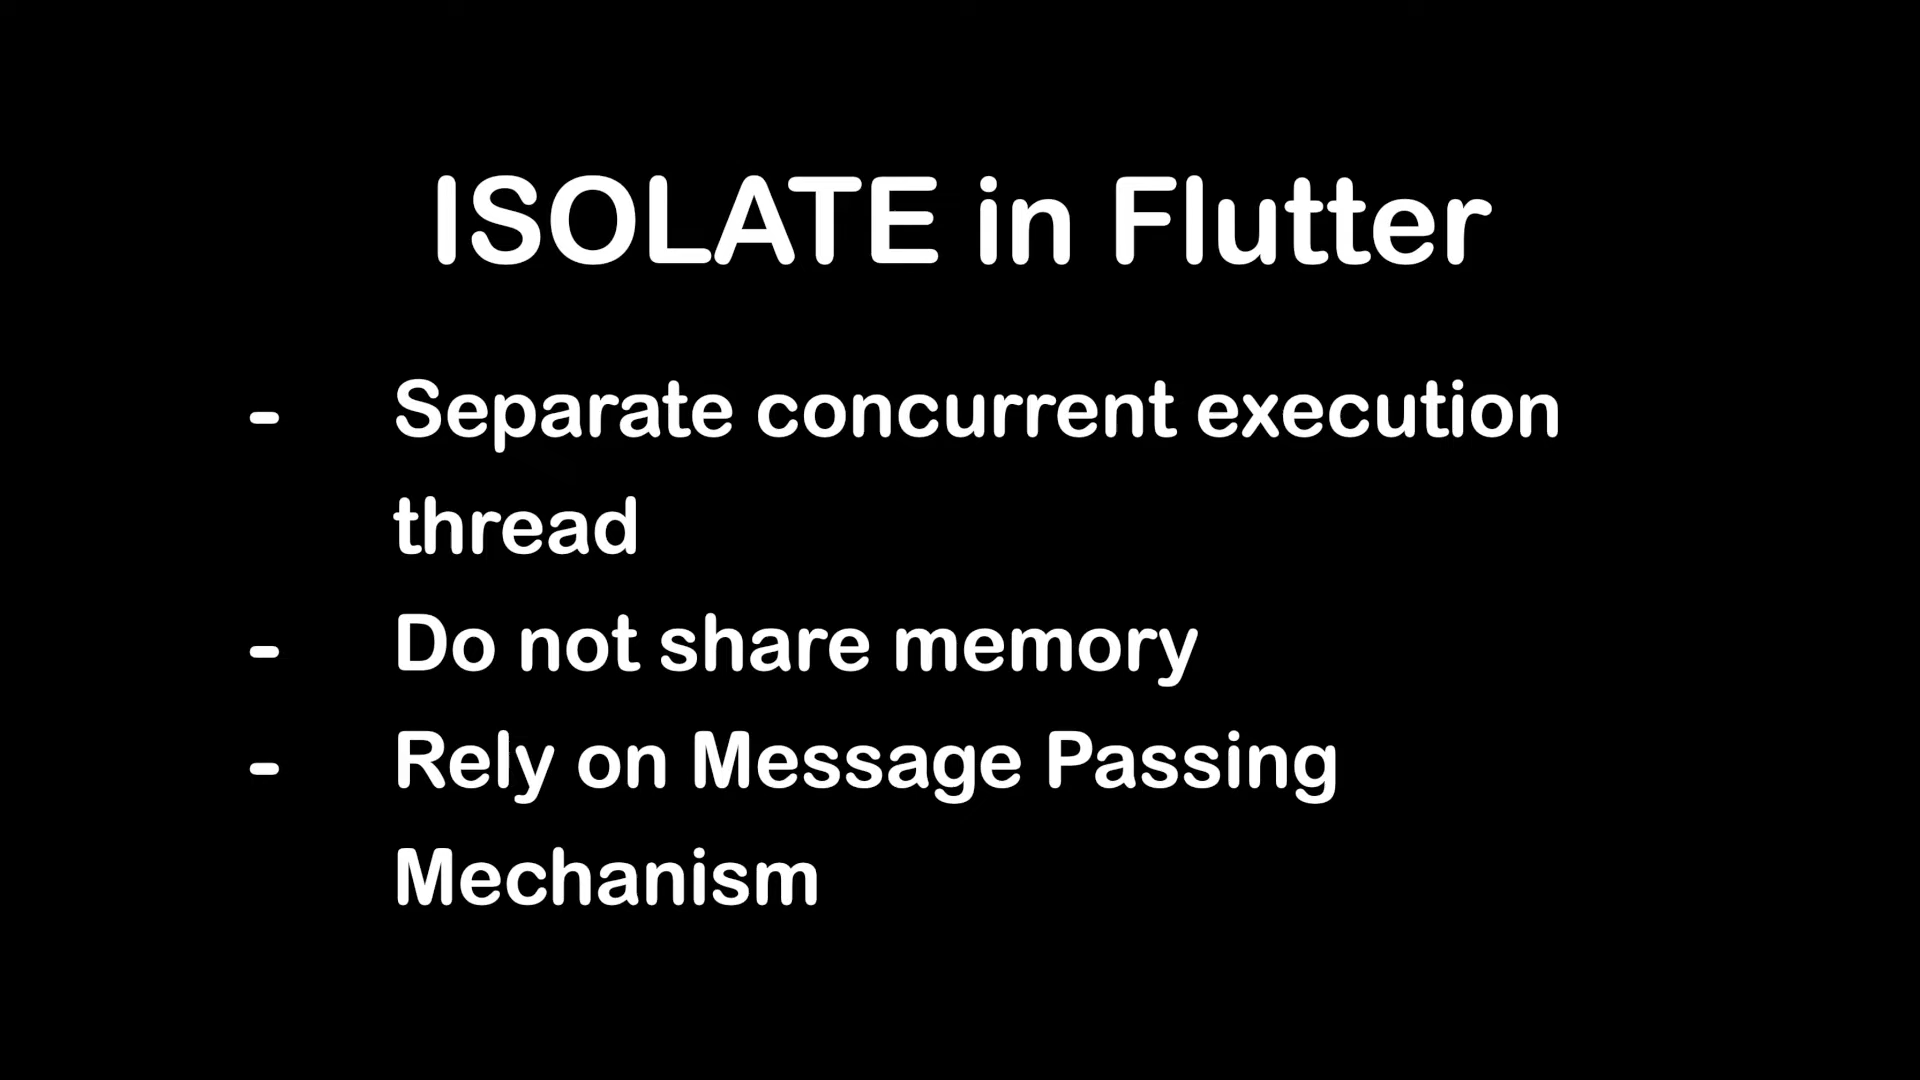 ISOLATE in Flutter
- Separate concurrent execution
thread
- Do not share memory
- Rely on Message Passing
Mechanism